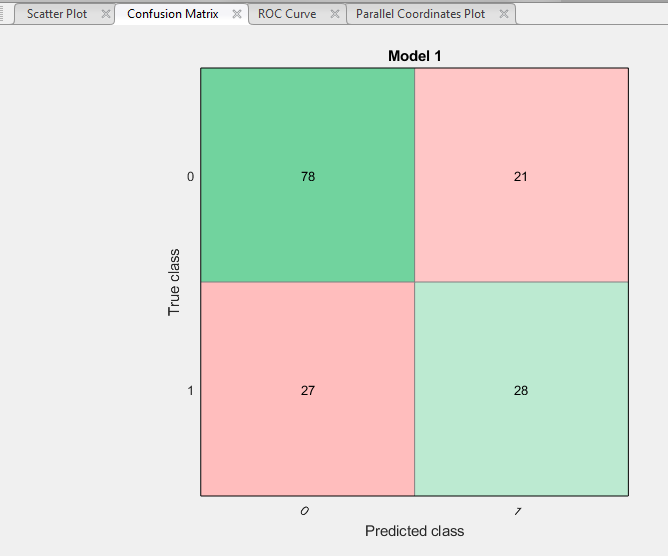 Scatter Plot Confusion Matrix ROC Curve Parallel Coordinates Plot
Model 1
0 78 21
True class
1 27 28
0 1
Predicted class